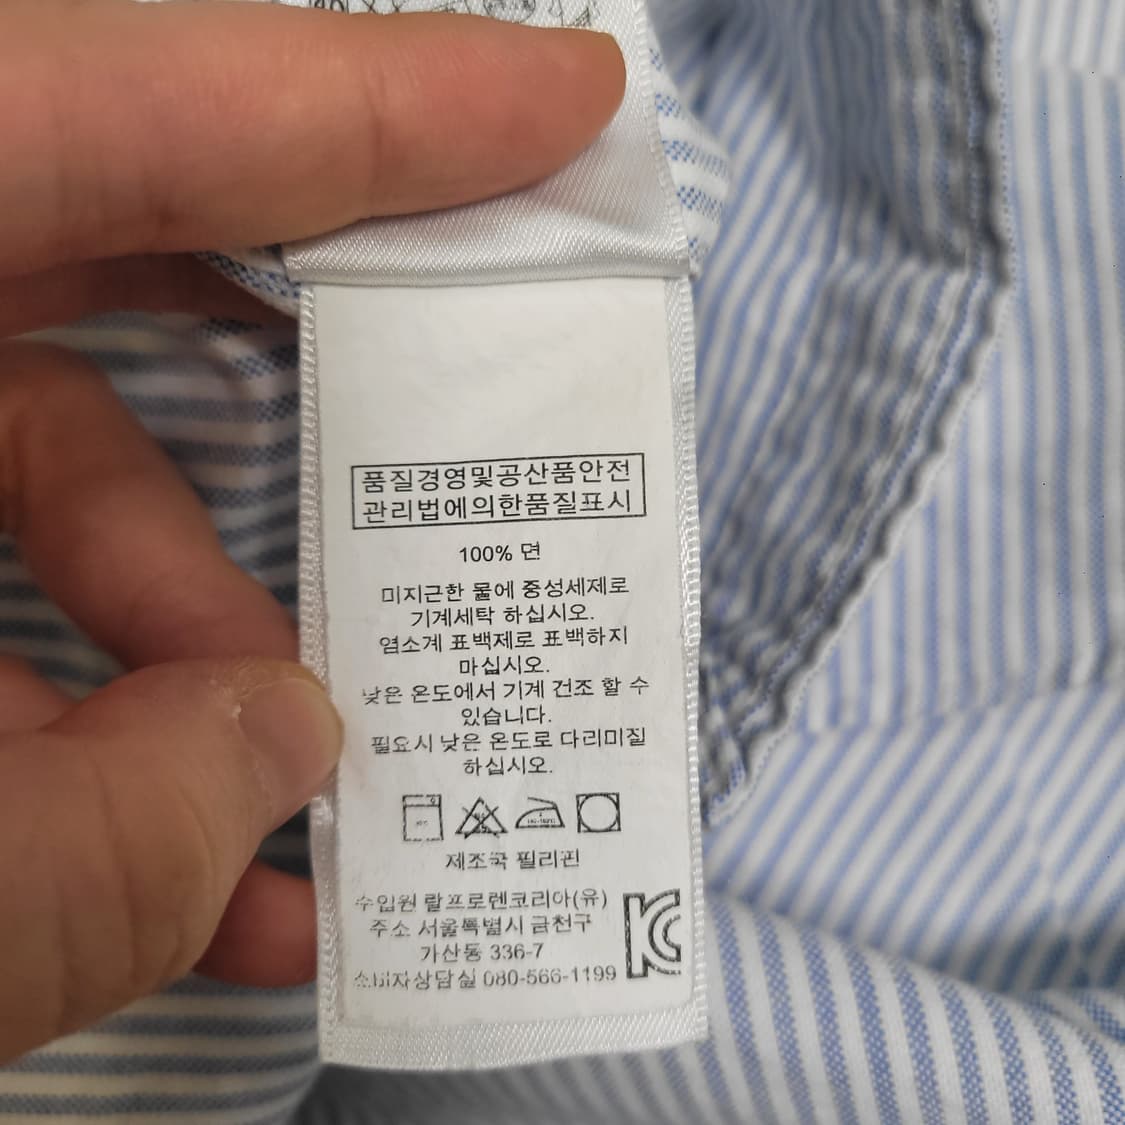 품질경영및공산품안전
관리법에의한품질표시
100% 면
미지근한 물에 중성세제로
기계세탁 하십시오.
염소계 표백제로 표백하지
마십시오.
낮은 온도에서 기계 건조 할 수
있습니다.
필요시 낮은 온도로 다리미질
하십시오.
제조국 필리핀
수입원 랄프로렌코리아(유)
주소 서울특별시 금천구
가산동 336-7
소비자상담실 080-566-1199
KC